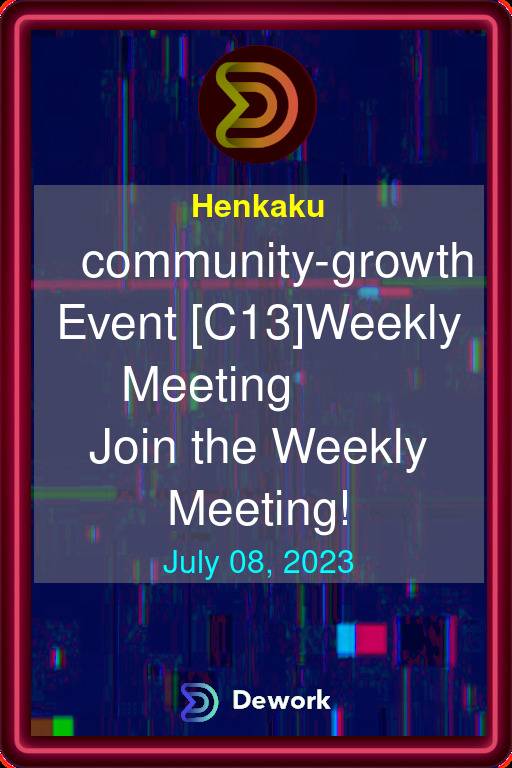 Henkaku
community-growth
Event [C13]Weekly
Meeting
Join the Weekly
Meeting!
July 08, 2023
Dework